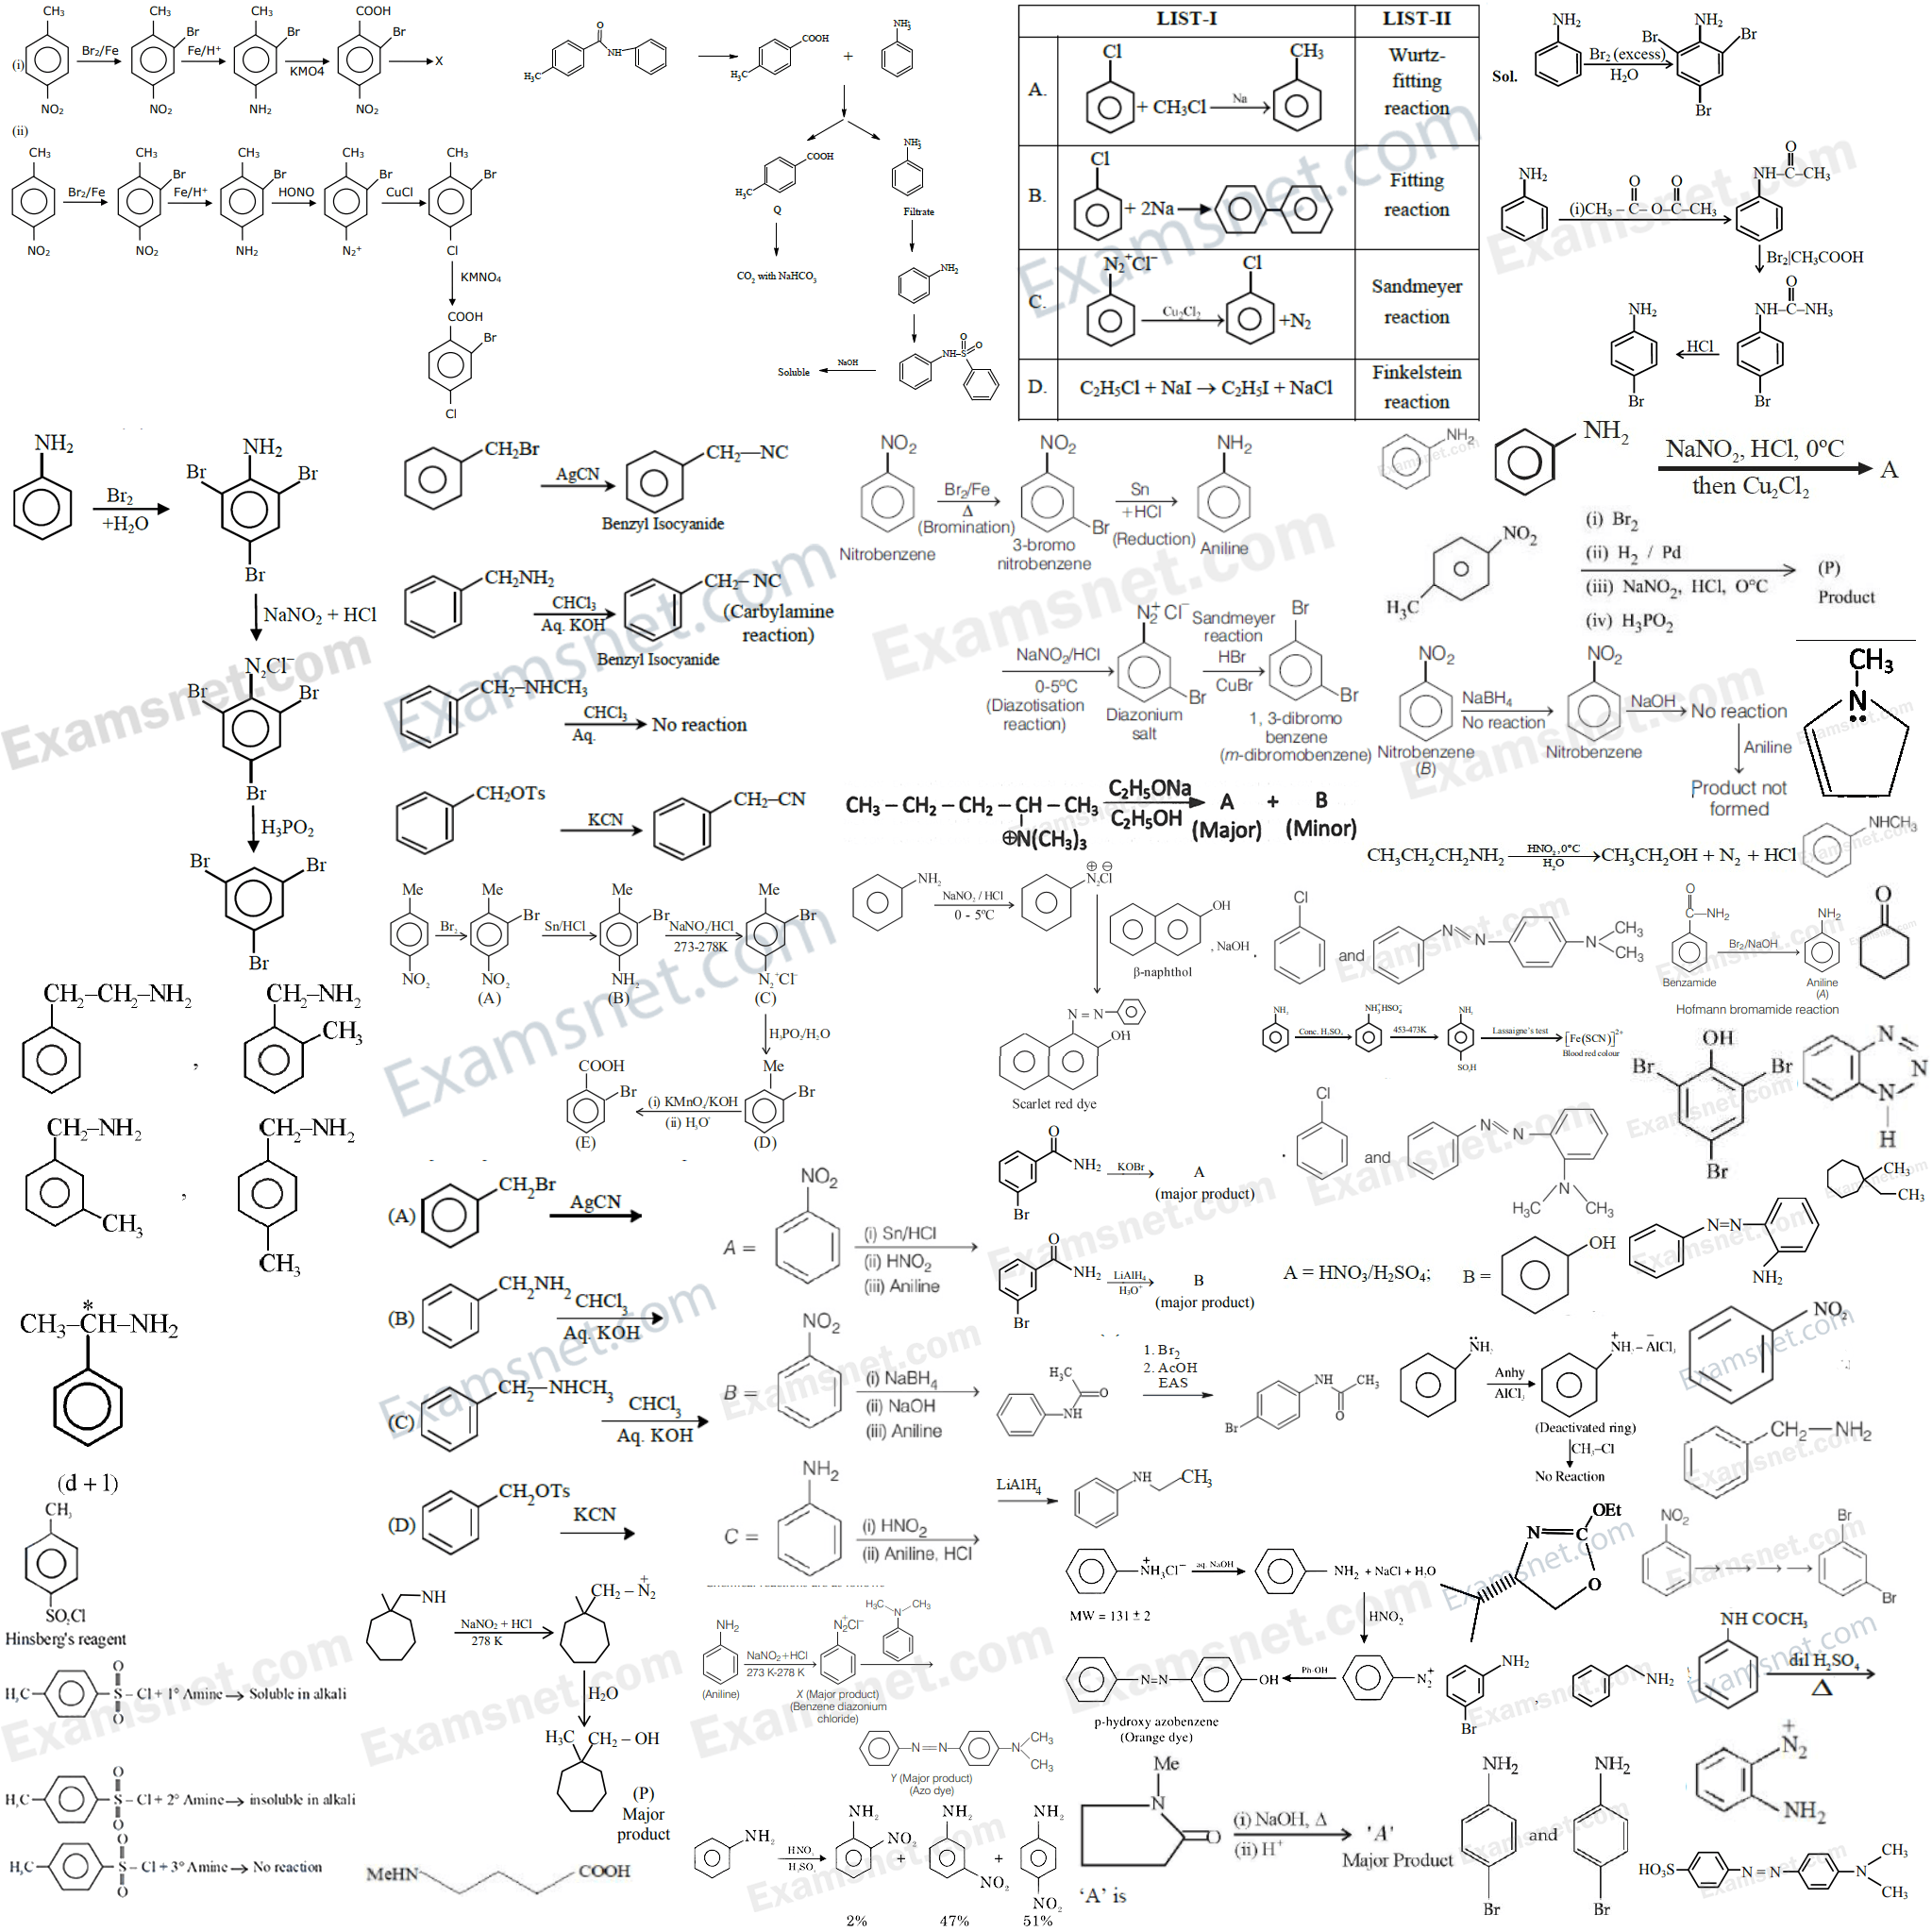 CH3 CH3 CH3 COOH
(i) Br2/Fe Br Fe/H+ Br KMO4 Br X
NO2 NO2 NH2 NO2
(ii)
CH3 CH3 CH3 CH3 CH3
Br2/Fe Br Fe/H+ Br HONO Br CuCl Br
NO2 NO2 NH2 N2+ Cl
KMNO4
COOH
Br
Cl
O
NH
H3C
COOH
H3C
+
COOH
H3C
Q
Filtrate
CO2 with NaHCO3
NH2
NH–S
O O
NaOH
Soluble
LIST-I LIST-II
A. Cl + CH3Cl Na CH3 Wurtz-
fitting
reaction
B. Cl + 2Na → Fitting
reaction
C. N2+Cl− Cu2Cl2 Cl +N2 Sandmeyer
reaction
D. C2H5Cl + NaI → C2H5I + NaCl Finkelstein
reaction
Sol. NH2 Br2 (excess) H2O NH2 Br Br Br
NH2
(i)CH3 – C – O – C–CH3
O O
NH–C–CH3
O
Br2|CH3COOH
NH–C–NH3
O
HCl
NH2
Br Br
NH2
Br2
+H2O
NH2
Br Br
Br
NaNO2 + HCl
N2Cl−
Br Br
Br
H3PO2
Br Br
Br
CH2Br
AgCN
CH2—NC
Benzyl Isocyanide
CH2NH2
CHCl3
Aq. KOH
CH2– NC
(Carbylamine
reaction)
Benzyl Isocyanide
CH2–NHCH3
CHCl3
Aq.
No reaction
CH2OTs
KCN
CH2–CN
NO2 NO2 NH2
Br2/Fe
Δ
(Bromination)
Br
Sn
+HCl
(Reduction)
Nitrobenzene
3-bromo
nitrobenzene
Aniline
NaNO2/HCl
0-5ºC
(Diazotisation
reaction)
N2+ Cl−
Br
Diazonium
salt
Sandmeyer
reaction
HBr
CuBr
Br
Br
1, 3-dibromo
benzene
(m-dibromobenzene)
NH2
NH2
NaNO2, HCl, 0ºC
then Cu2Cl2
A
NO2
H3C
(i) Br2
(ii) H2 / Pd
(iii) NaNO2, HCl, O°C
(iv) H3PO2
(P)
Product
NO2 NO2
NaBH4
No reaction
NaOH
No reaction
Nitrobenzene
(B)
Nitrobenzene
Aniline
Product not
formed
CH3
N
CH3 – CH2 – CH2 – CH – CH3
⊕N(CH3)3
C2H5ONa
C2H5OH
A + B
(Major) (Minor)
CH3CH2CH2NH2 HNO2,0°C H2O CH3CH2OH + N2 + HCl
NHCH3
NH2
NaNO2 / HCl
0 - 5ºC
⊕ ⊖
N2Cl
OH
, NaOH
β-naphthol
N = N
OH
Scarlet red dye
Cl
and
N N
N
CH3
CH3
O
C–NH2
Benzamide
Br2/NaOH
NH2
Aniline
(A)
Hofmann bromamide reaction
O
Me Me Me Me
Br2 Br Sn/HCl Br NaNO2/HCl Br
273-278K
NO2 NO2 NH2 N2+Cl−
(A) (B) (C)
H3PO2/H2O
Me
Br
(D)
(i) KMnO4/KOH
(ii) H3O+
COOH
Br
(E)
Conc. H2SO4
NH3+HSO4−
453-473K
SO3H
Lassaigne's test
[Fe(SCN)]2+
Blood red colour
OH
Br Br
Br
N
N
N
H
Cl
and
N N
N
H3C CH3
CH2–CH2–NH2
,
CH2–NH2
CH3
CH2–NH2
CH3
,
CH2–NH2
CH3
*
CH3–CH–NH2
(d + l)
(A) CH2Br AgCN
(B) CH2NH2 CHCl3
Aq. KOH
(C) CH2–NHCH3 CHCl3
Aq. KOH
(D) CH2OTs KCN
NO2
A =
(i) Sn/HCl
(ii) HNO2
(iii) Aniline
NO2
B =
(i) NaBH4
(ii) NaOH
(iii) Aniline
NH2
C =
(i) HNO2
(ii) Aniline, HCl
O
NH2
KOBr
A
(major product)
Br
O
NH2
LiAlH4
H3O+
B
(major product)
Br
A = HNO3/H2SO4;
B =
OH
CH3
CH3
N=N
NH2
H3C
O
NH
1. Br2
2. AcOH
EAS
NH CH3
O
Br
LiAlH4
NH CH3
Anhy
AlCl3
(Deactivated ring)
CH3–Cl
No Reaction
NO2
CH2—NH2
NH3Cl−
aq. NaOH
NH2 + NaCl + H2O
MW = 131 ± 2
HNO2
N2+
Ph-OH
N=N OH
p-hydroxy azobenzene
(Orange dye)
OEt
N C
O
NO2
Br
Br
CH3
SO2Cl
Hinsberg's reagent
H3C S – Cl + 1° Amine → Soluble in alkali
H3C S – Cl + 2° Amine → insoluble in alkali
H3C S – Cl + 3° Amine → No reaction
NH
NaNO2 + HCl
278 K
CH2 – N2+
H2O
H3C CH2 – OH
(P)
Major
product
MeHN COOH
NH2
(Aniline)
NaNO2+HCl
273 K-278 K
N2Cl−
X (Major product)
(Benzene diazonium
chloride)
H3C N CH3
N N N
CH3
CH3
Y (Major product)
(Azo dye)
NH2
HNO3
H2SO4
NH2 NO2 + NH2 NO2 + NH2 NO2
2% 47% 51%
NH2
Br
,
NH2
NH COCH3
dil H2SO4
Δ
Me
N
O
(i) NaOH, Δ
(ii) H+
'A'
Major Product
'A' is
NH2 NH2
and
Br Br
N2+
NH2
HO3S N = N N
CH3
CH3
Examsnet.com